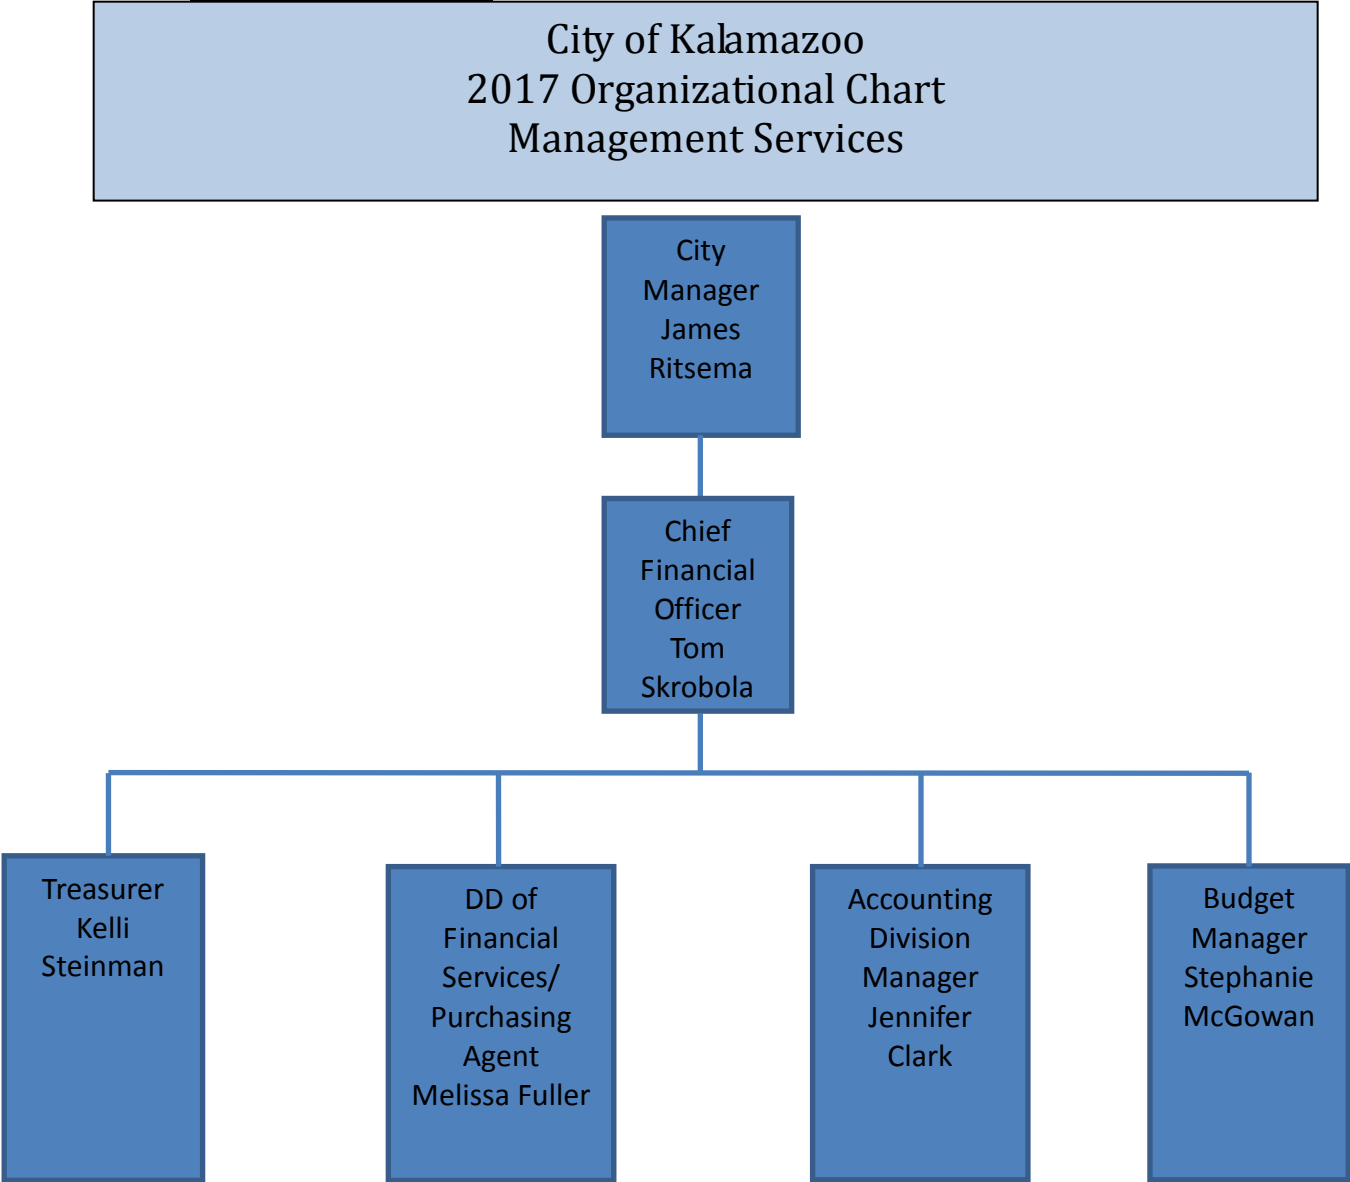 City of Kalamazoo
2017 Organizational Chart
Management Services
City
Manager
James
Ritsema
Chief
Financial
Officer
Tom
Skrobola
Treasurer
Kelli
Steinman
DD of
Financial
Services/
Purchasing
Agent
Melissa Fuller
Accounting
Division
Manager
Jennifer
Clark
Budget
Manager
Stephanie
McGowan